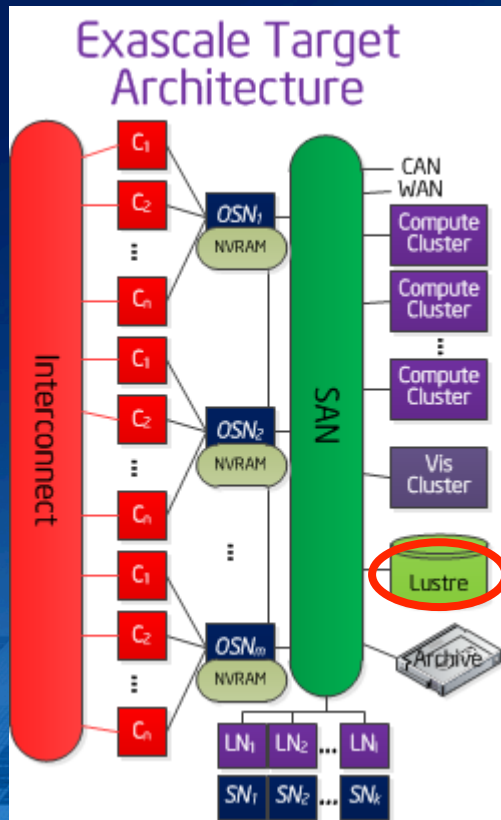 Exascale Target
Architecture
Interconnect
C1
C2
...
Cn
C1
C2
...
Cn
C1
C2
...
Cn
OSN1
NVRAM
OSN2
NVRAM
...
OSNm
NVRAM
SAN
CAN
WAN
Compute
Cluster
Compute
Cluster
...
Compute
Cluster
Vis
Cluster
Lustre
Archive
LN1 LN2 ... LNl
SN1 SN2 ... SNk